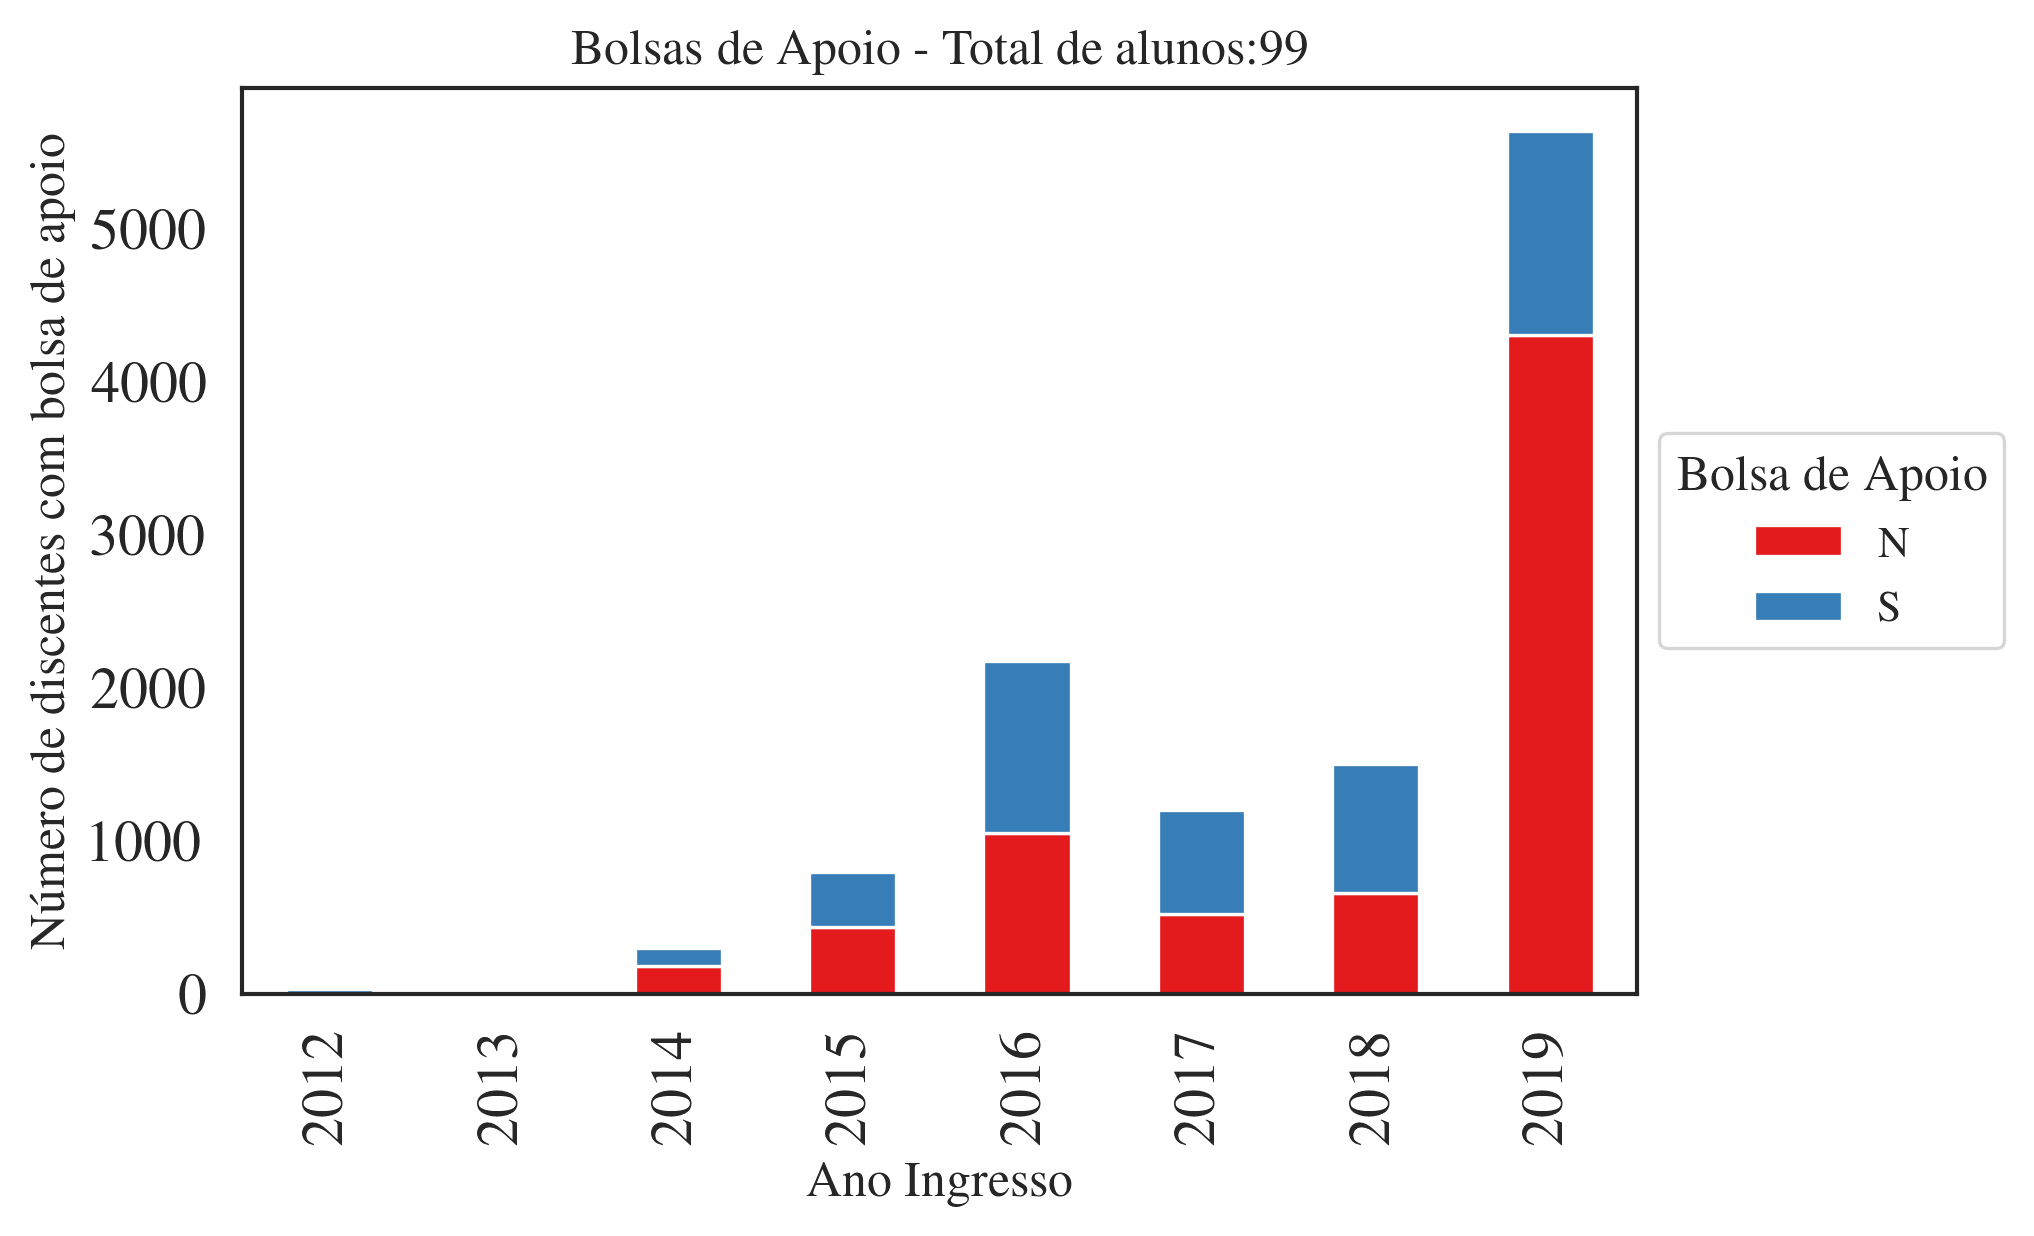 Bolsas de Apoio - Total de alunos:99
Número de discentes com bolsa de apoio
5000
4000
3000
2000
1000
0
2012
2013
2014
2015
2016
2017
2018
2019
Ano Ingresso
Bolsa de Apoio
N
S